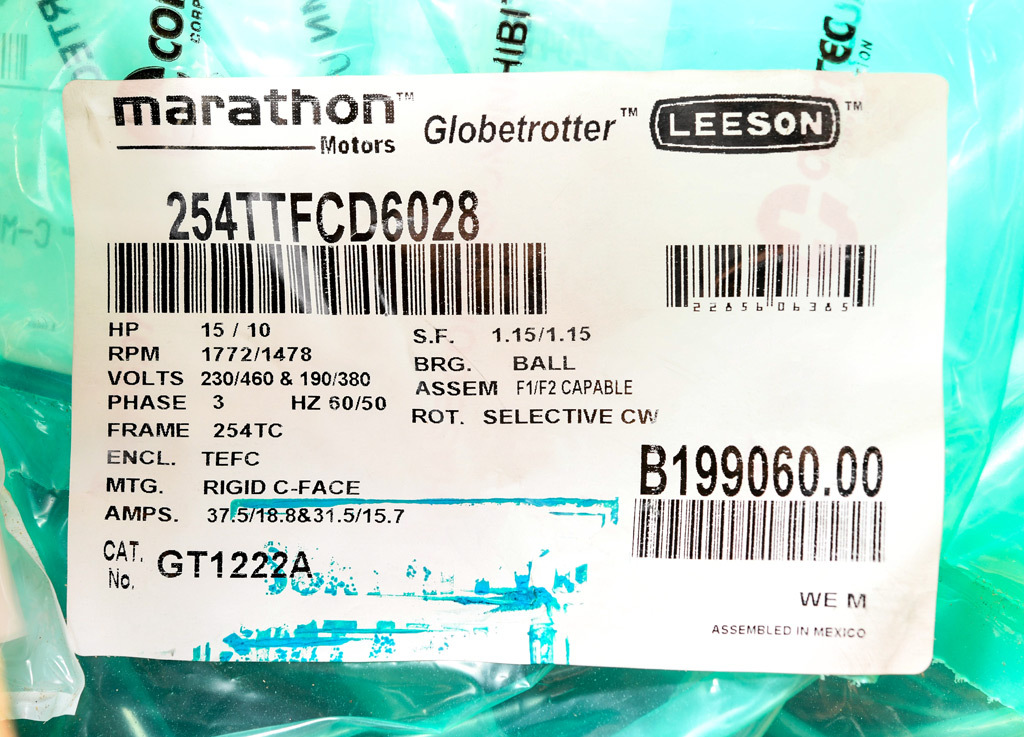 marathon™ Motors
Globetrotter™
LEESON™
254TTFCD6028
22856 06385
HP 15 / 10
RPM 1772/1478
VOLTS 230/460 & 190/380
PHASE 3 HZ 60/50
FRAME 254TC
ENCL. TEFC
MTG. RIGID C-FACE
AMPS. 37.5/18.8&31.5/15.7
CAT. No. GT1222A
S.F. 1.15/1.15
BRG. BALL
ASSEM F1/F2 CAPABLE
ROT. SELECTIVE CW
B199060.00
WE M
ASSEMBLED IN MEXICO